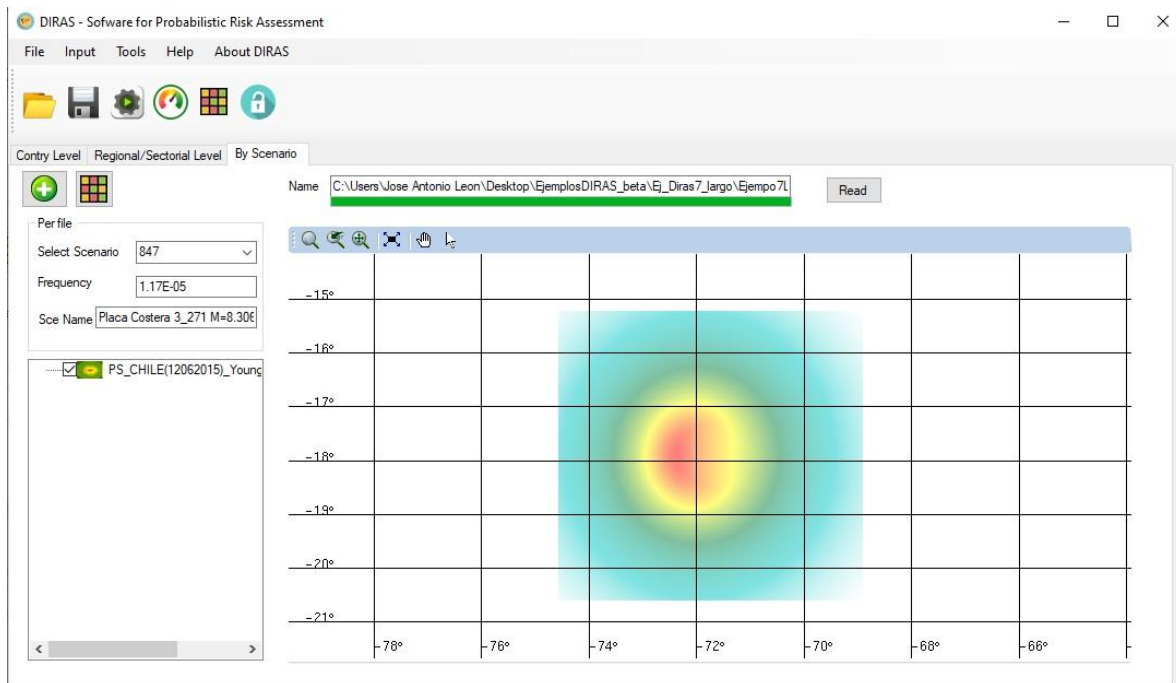 DIRAS - Sofware for Probabilistic Risk Assessment
File Input Tools Help About DIRAS
Contry Level Regional/Sectorial Level By Scenario
Name C:\Users\Jose Antonio Leon\Desktop\EjemplosDIRAS_beta\Ej_Diras7_largo\Ejempo7L Read
Per file
Select Scenario 847
Frequency 1.17E-05
Sce Name Placa Costera 3_271 M=8.306
PS_CHILE(12062015)_Young
-15°
-16°
-17°
-18°
-19°
-20°
-21°
-78° -76° -74° -72° -70° -68° -66°